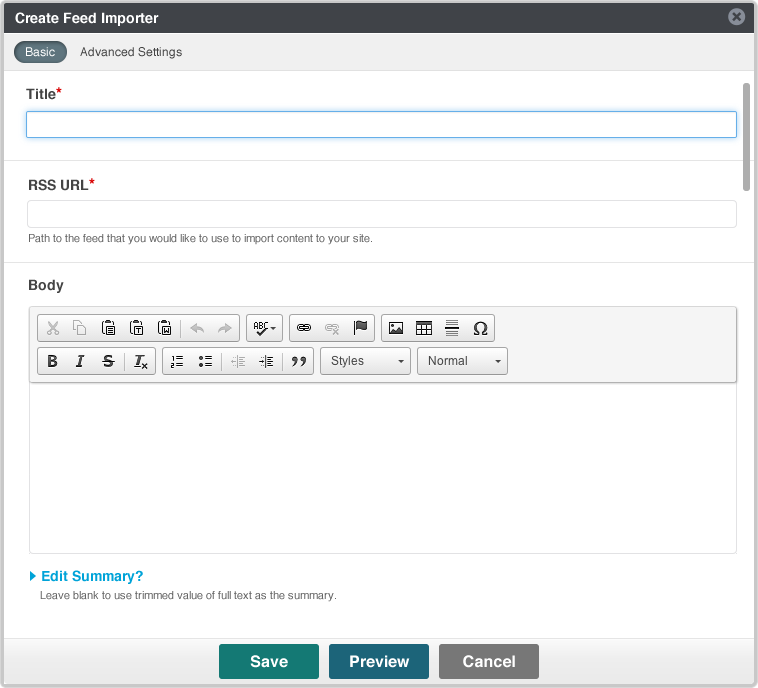 Create Feed Importer
Basic Advanced Settings
Title*
RSS URL*
Path to the feed that you would like to use to import content to your site.
Body
ABC Ω
B I S Tx Styles Normal
Edit Summary?
Leave blank to use trimmed value of full text as the summary.
Save Preview Cancel